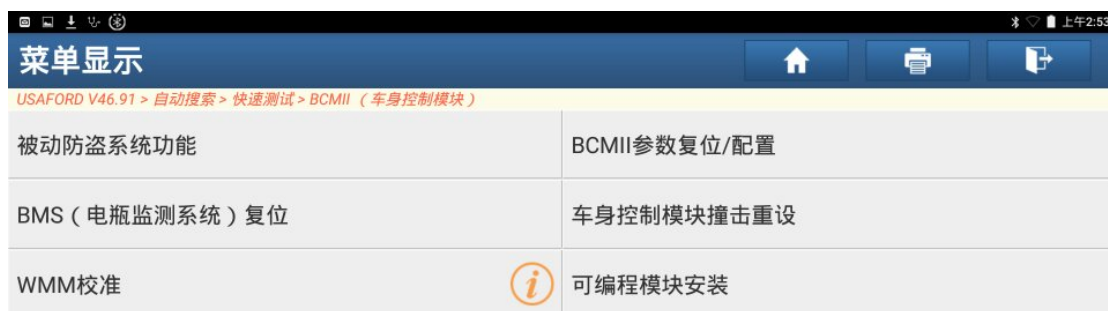 上午2:53
菜单显示
USAFORD V46.91 > 自动搜索 > 快速测试 > BCMII （车身控制模块）
被动防盗系统功能
BCMII参数复位/配置
BMS（电瓶监测系统）复位
车身控制模块撞击重设
WMM校准
可编程模块安装